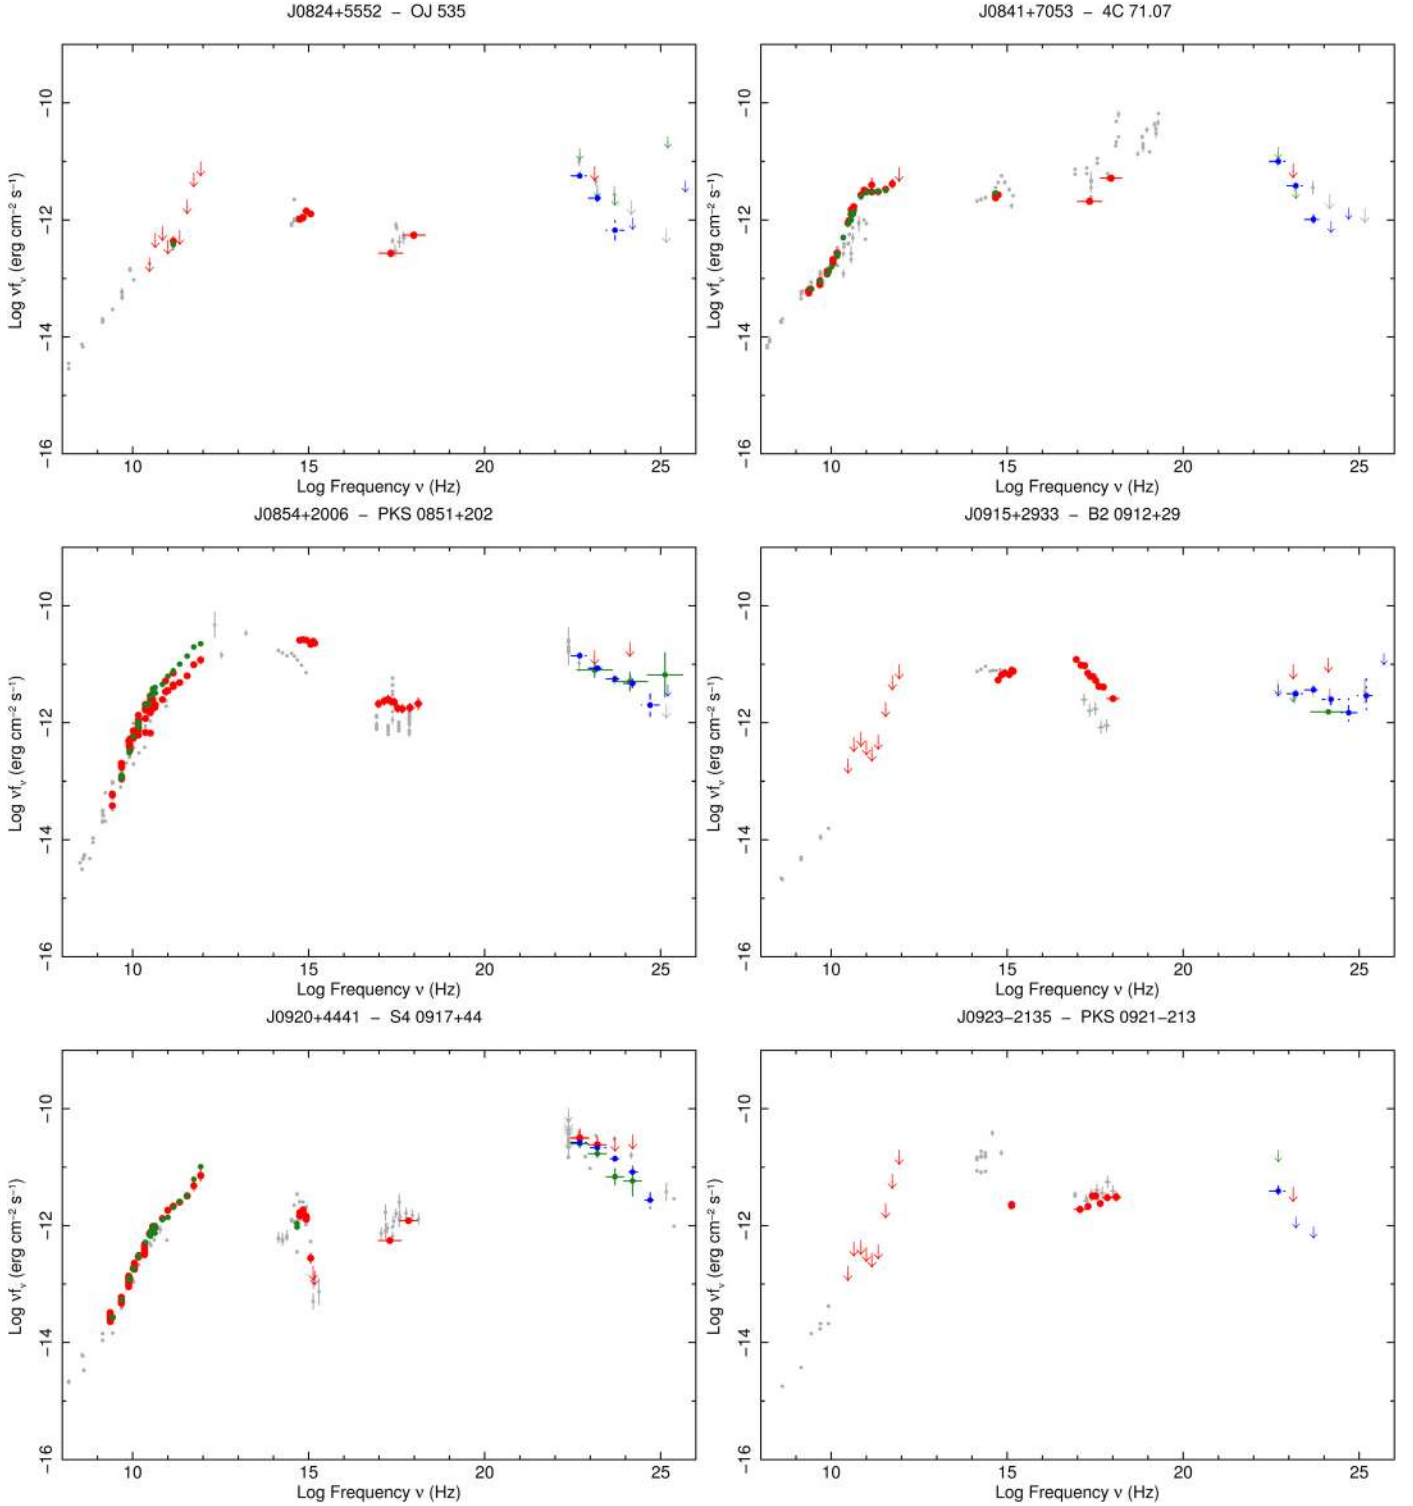 J0824+5552 − OJ 535
J0841+7053 − 4C 71.07
Log νfν (erg cm−2 s−1)
−10
−12
−14
−16
10 15 20 25
Log Frequency ν (Hz)
Log νfν (erg cm−2 s−1)
−10
−12
−14
−16
10 15 20 25
Log Frequency ν (Hz)
J0854+2006 − PKS 0851+202
J0915+2933 − B2 0912+29
Log νfν (erg cm−2 s−1)
−10
−12
−14
−16
10 15 20 25
Log Frequency ν (Hz)
Log νfν (erg cm−2 s−1)
−10
−12
−14
−16
10 15 20 25
Log Frequency ν (Hz)
J0920+4441 − S4 0917+44
J0923−2135 − PKS 0921−213
Log νfν (erg cm−2 s−1)
−10
−12
−14
−16
10 15 20 25
Log Frequency ν (Hz)
Log νfν (erg cm−2 s−1)
−10
−12
−14
−16
10 15 20 25
Log Frequency ν (Hz)